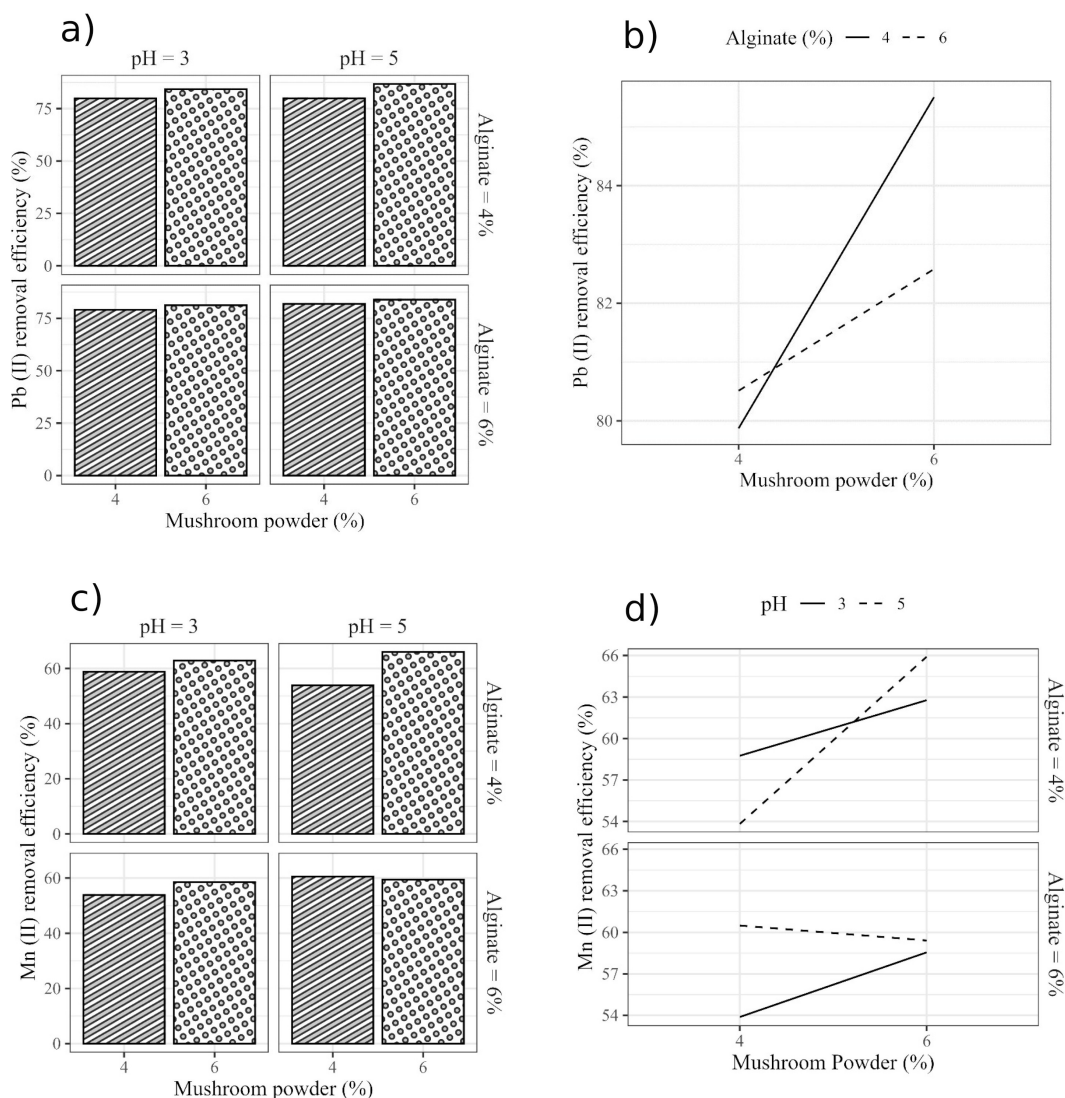 a)
pH = 3
pH = 5
Pb (II) removal efficiency (%)
75
50
25
0
Alginate = 4%
75
50
25
0
Alginate = 6%
4
6
4
6
Mushroom powder (%)
b)
Alginate (%) 4 6
Pb (II) removal efficiency (%)
84
82
80
4
6
Mushroom powder (%)
c)
pH = 3
pH = 5
Mn (II) removal efficiency (%)
60
40
20
0
Alginate = 4%
60
40
20
0
Alginate = 6%
4
6
4
6
Mushroom powder (%)
d)
pH 3 5
Mn (II) removal efficiency (%)
66
63
60
57
54
Alginate = 4%
66
63
60
57
54
Alginate = 6%
4
6
Mushroom Powder (%)